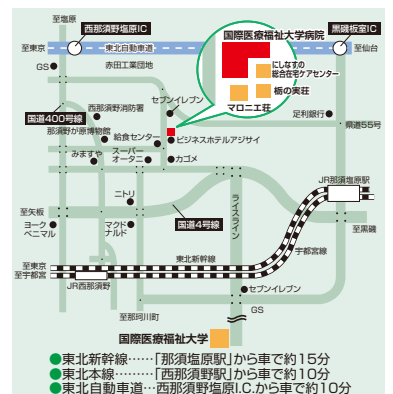 至塩原
西那須野塩原IC
国際医療福祉大学病院
黒磯板室IC
至東京
東北自動車道
至仙台
GS
赤田工業団地
にしなすの
総合在宅ケアセンター
栃の実荘
マロニエ荘
国道400号線
西那須野消防署
セブンイレブン
足利銀行
県道55号
那須野が原博物館
給食センター
ビジネスホテルアジサイ
みますや
スーパー
オータニ
カゴメ
JR那須塩原駅
ニトリ
至矢板
ヨーク
ベニマル
マクド
ナルド
国道4号線
ライスライン
至黒磯
至東京
至宇都宮
東北新幹線
宇都宮線
JR西那須野
セブンイレブン
至那珂川町
GS
国際医療福祉大学
●東北新幹線……「那須塩原駅」から車で約15分
●東北本線………「西那須野駅」から車で約10分
●東北自動車道…西那須野塩原I.C.から車で約10分